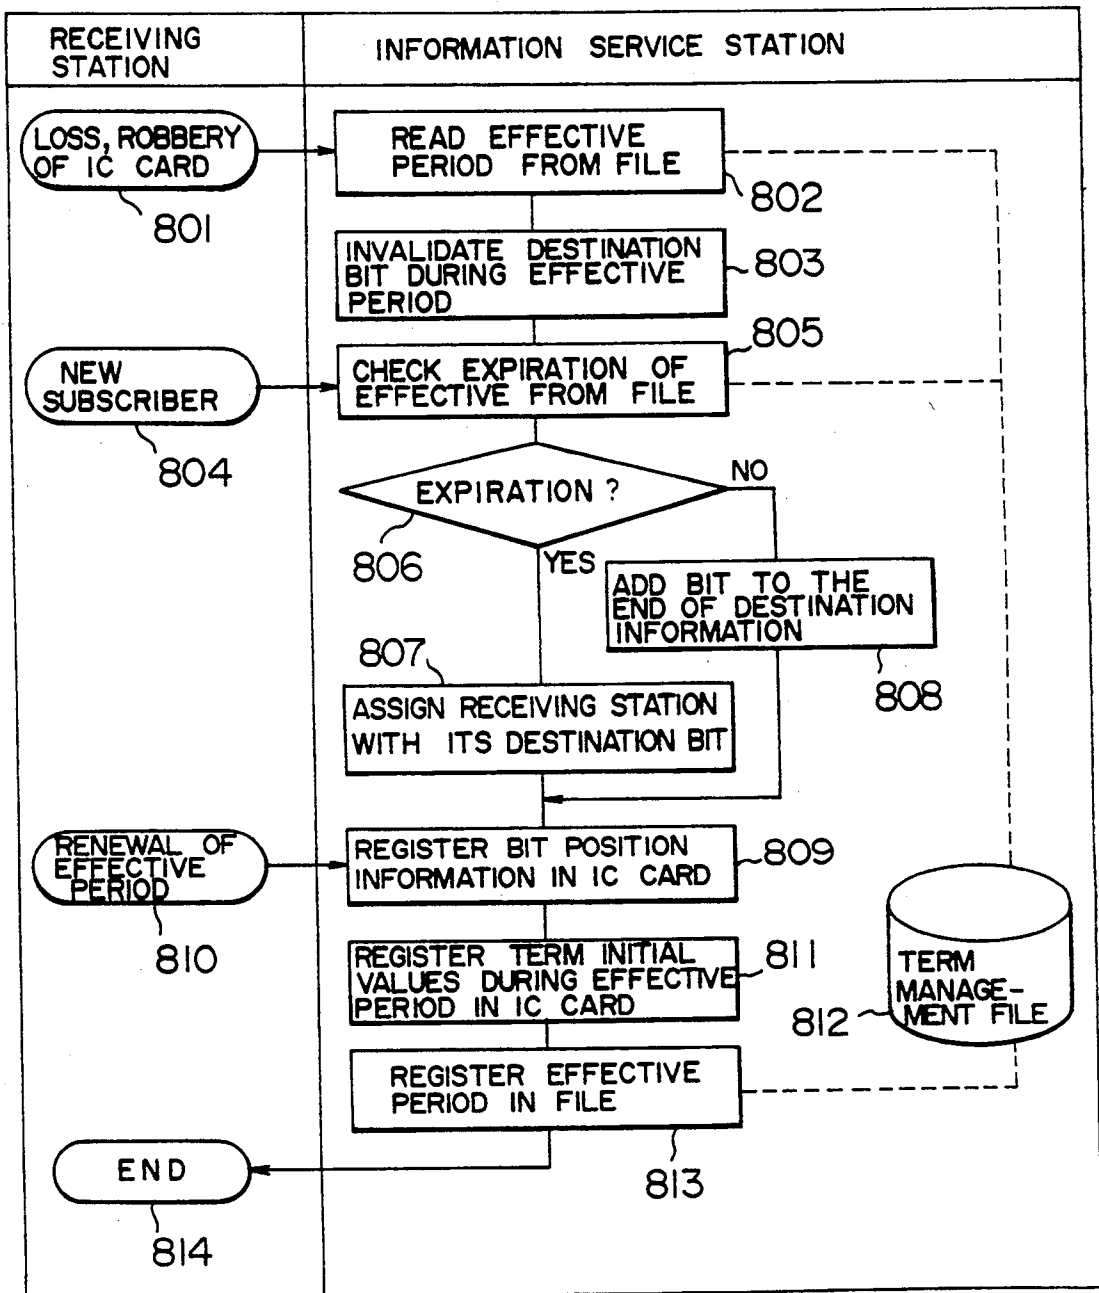 RECEIVING
STATION
INFORMATION SERVICE STATION
LOSS, ROBBERY
OF IC CARD
801
READ EFFECTIVE
PERIOD FROM FILE
802
INVALIDATE DESTINATION
BIT DURING EFFECTIVE
PERIOD
803
NEW
SUBSCRIBER
804
CHECK EXPIRATION OF
EFFECTIVE FROM FILE
805
EXPIRATION ?
806
NO
YES
ADD BIT TO THE
END OF DESTINATION
INFORMATION
808
807
ASSIGN RECEIVING STATION
WITH ITS DESTINATION BIT
RENEWAL OF
EFFECTIVE
PERIOD
810
REGISTER BIT POSITION
INFORMATION IN IC CARD
809
REGISTER TERM INITIAL
VALUES DURING EFFECTIVE
PERIOD IN IC CARD
811
TERM
MANAGE-
MENT FILE
812
REGISTER EFFECTIVE
PERIOD IN FILE
813
END
814